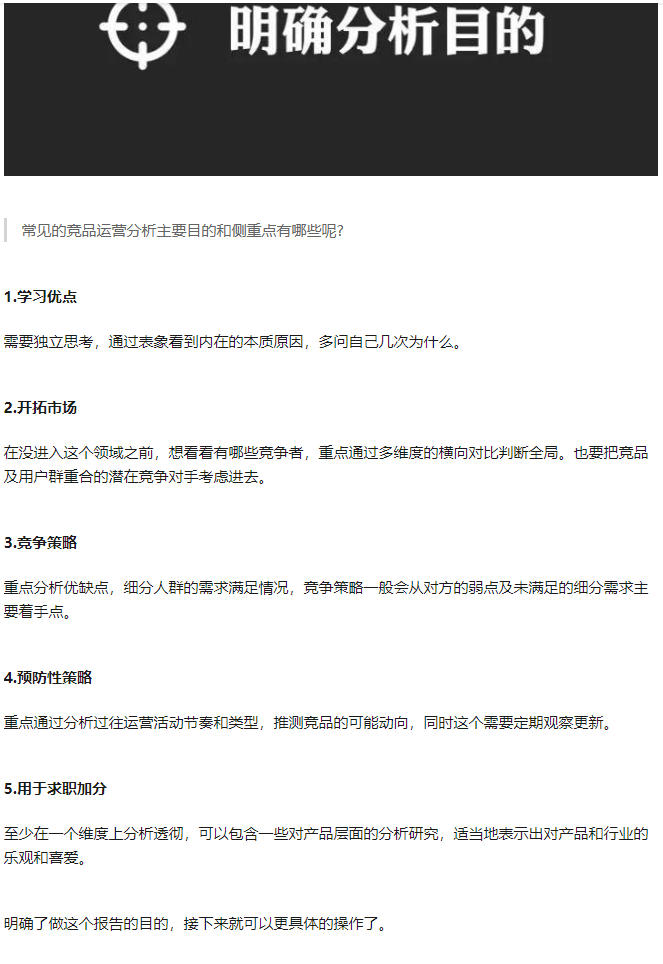 明确分析目的
常见的竞品运营分析主要目的和侧重点有哪些呢?
1.学习优点
需要独立思考，通过表象看到内在的本质原因，多问自己几次为什么。
2.开拓市场
在没进入这个领域之前，想看看有哪些竞争者，重点通过多维度的横向对比判断全局。也要把竞品
及用户群重合的潜在竞争对手考虑进去。
3.竞争策略
重点分析优缺点，细分人群的需求满足情况，竞争策略一般会从对方的弱点及未满足的细分需求主
要着手点。
4.预防性策略
重点通过分析过往运营活动节奏和类型，推测竞品的可能动向，同时这个需要定期观察更新。
5.用于求职加分
至少在一个维度上分析透彻，可以包含一些对产品层面的分析研究，适当地表示出对产品和行业的
乐观和喜爱。
明确了做这个报告的目的，接下来就可以更具体的操作了。